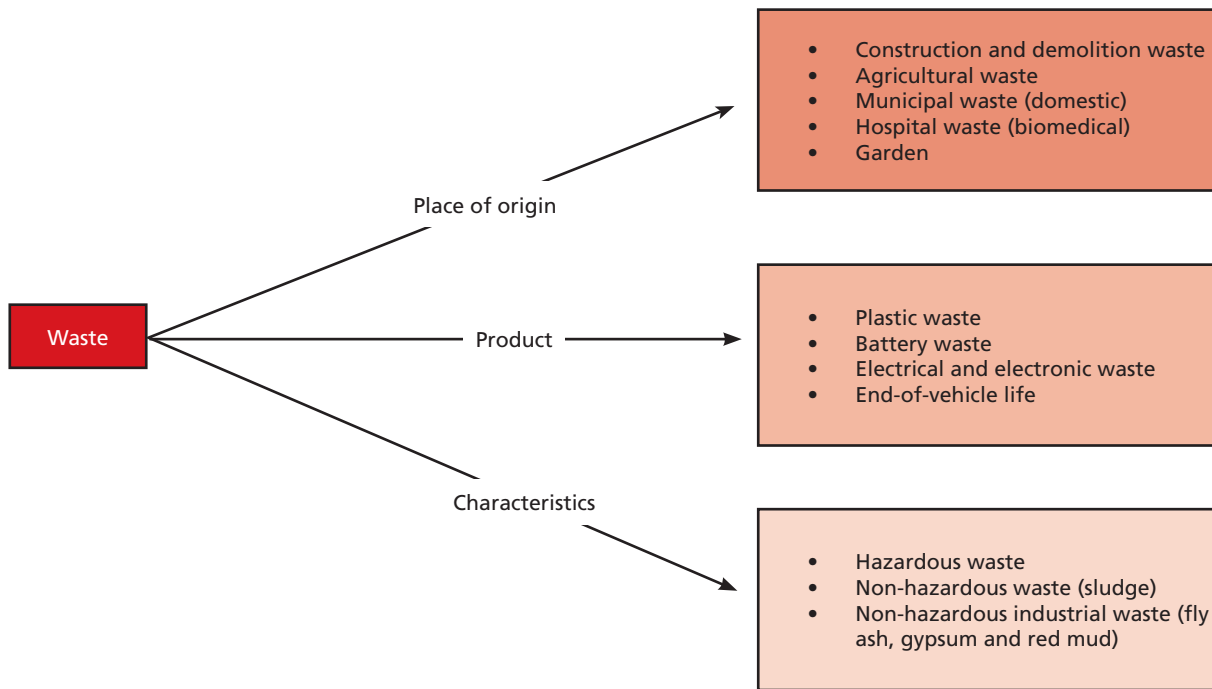 • Construction and demolition waste
• Agricultural waste
• Municipal waste (domestic)
• Hospital waste (biomedical)
• Garden
Place of origin
Waste
Product
• Plastic waste
• Battery waste
• Electrical and electronic waste
• End-of-vehicle life
Characteristics
• Hazardous waste
• Non-hazardous waste (sludge)
• Non-hazardous industrial waste (fly
ash, gypsum and red mud)